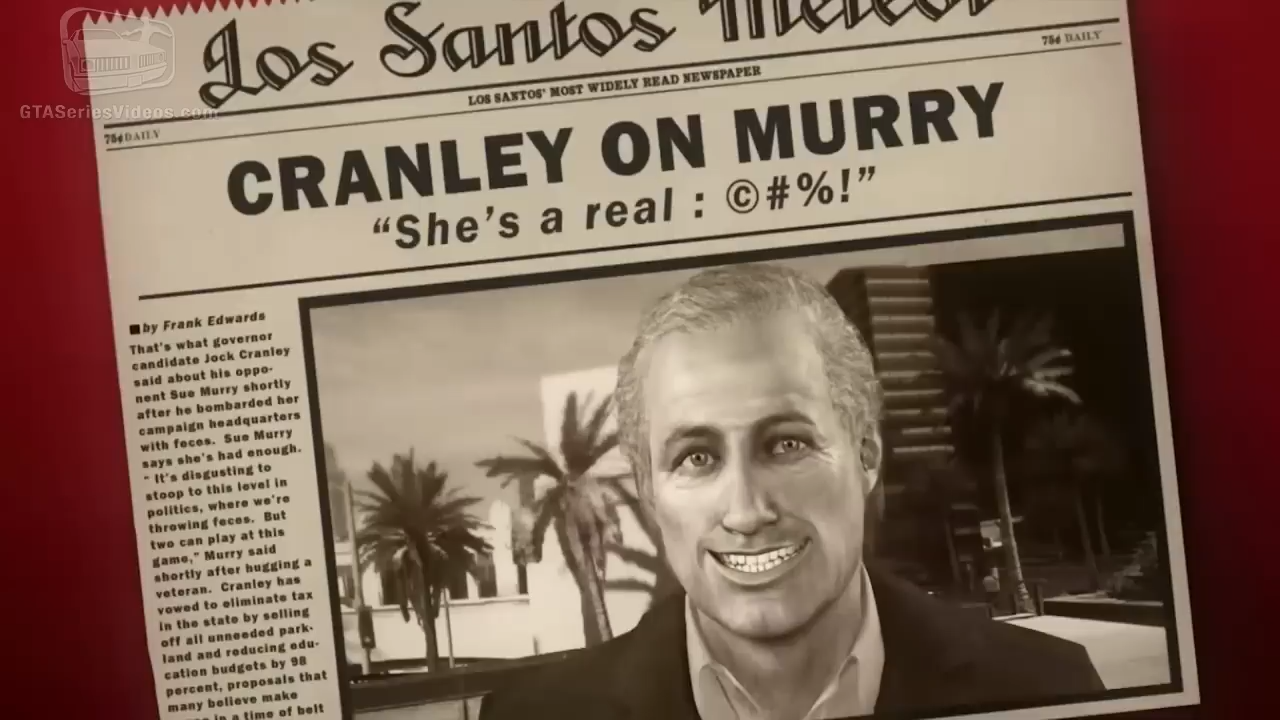 Los Santos Meteor
GTASeriesVideos.com
75¢ DAILY
LOS SANTOS' MOST WIDELY READ NEWSPAPER
75¢ DAILY
CRANLEY ON MURRY
“She's a real : ©#%!”
■by Frank Edwards
That's what governor
candidate Jock Cranley
said about his oppo-
nent Sue Murry shortly
after he bombarded her
campaign headquarters
with feces. Sue Murry
says she's had enough.
“ It's disgusting to
stoop to this level in
politics, where we're
throwing feces. But
two can play at this
game,” Murry said
shortly after hugging a
veteran. Cranley has
vowed to eliminate tax
in the state by selling
off all unneeded park-
land and reducing edu-
cation budgets by 98
percent, proposals that
many believe make
in a time of belt